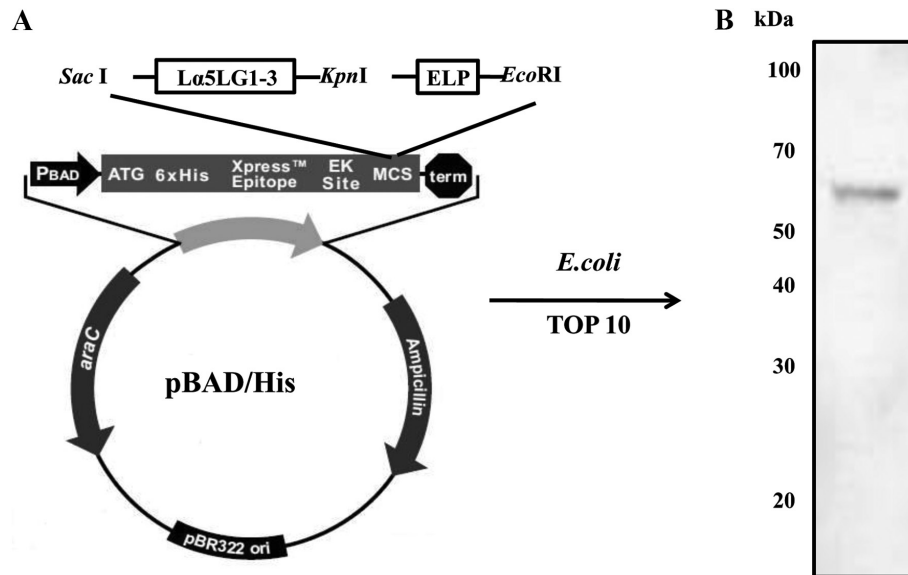 A
Sac I
Lα5LG1-3
KpnI
ELP
EcoRI
PBAD
ATG 6xHis Xpress™ Epitope EK Site MCS
term
araC
Ampicillin
pBAD/His
pBR322 ori
E.coli
TOP 10
B kDa
100
70
50
40
30
20